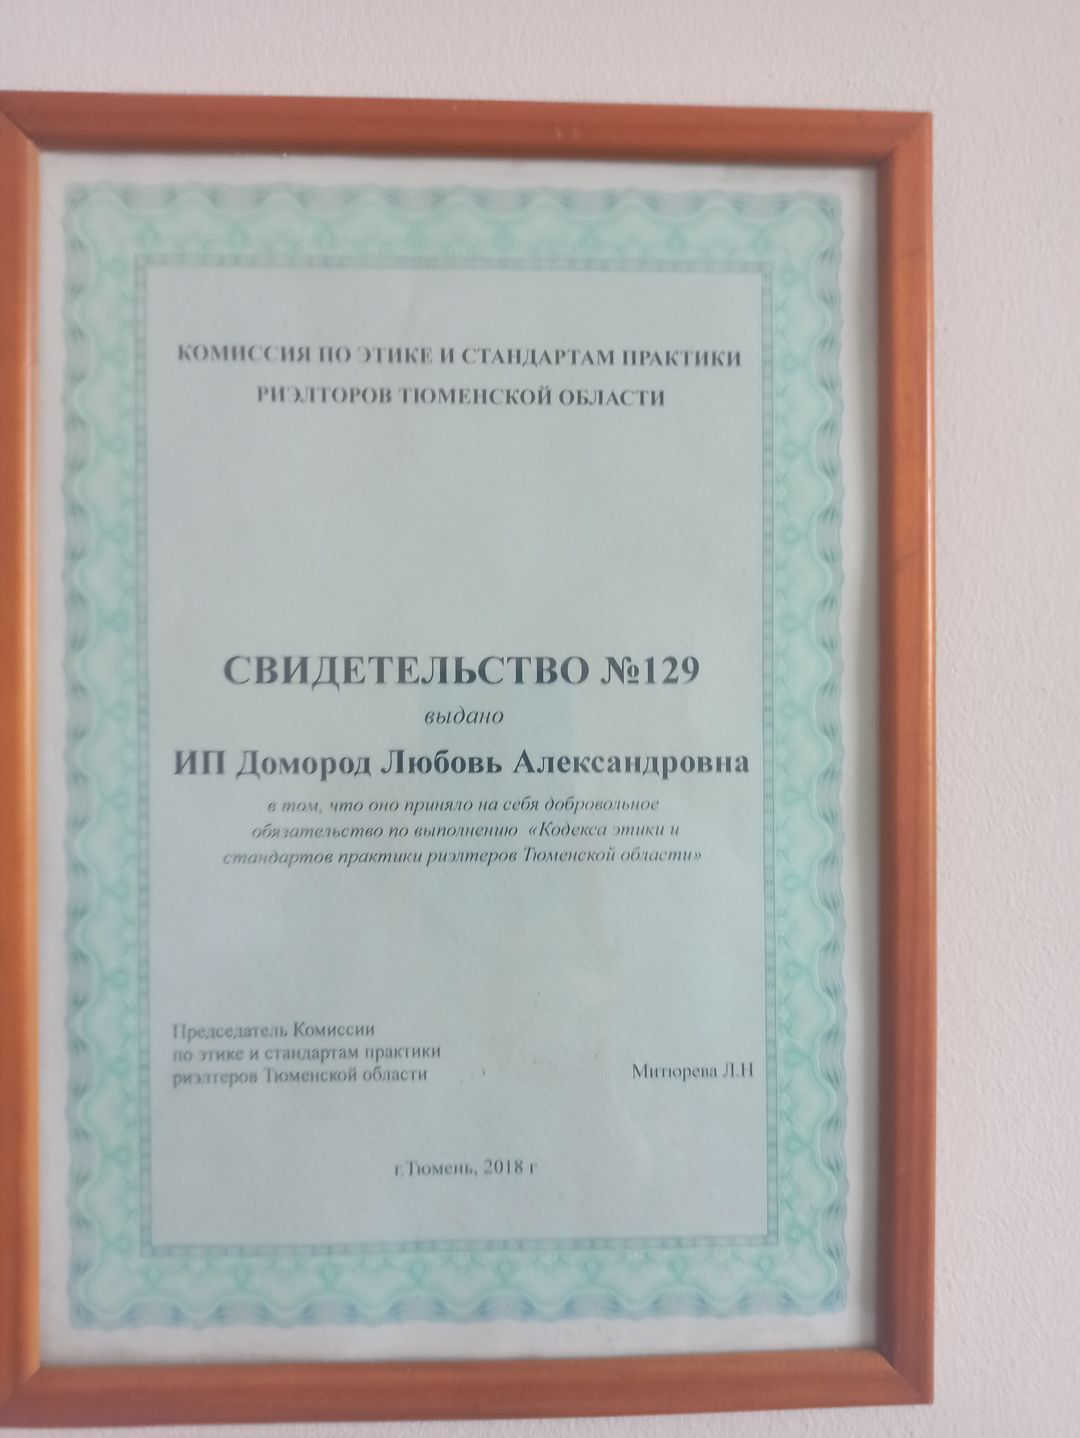 КОМИССИЯ ПО ЭТИКЕ И СТАНДАРТАМ ПРАКТИКИ
РИЭЛТОРОВ ТЮМЕНСКОЙ ОБЛАСТИ
СВИДЕТЕЛЬСТВО №129
выдано
ИП Домород Любовь Александровна
в том, что оно приняло на себя добровольное
обязательство по выполнению «Кодекса этики и
стандартов практики риэлтеров Тюменской области»
Председатель Комиссии
по этике и стандартам практики
риэлтеров Тюменской области
Митюрева Л.Н
г.Тюмень, 2018 г